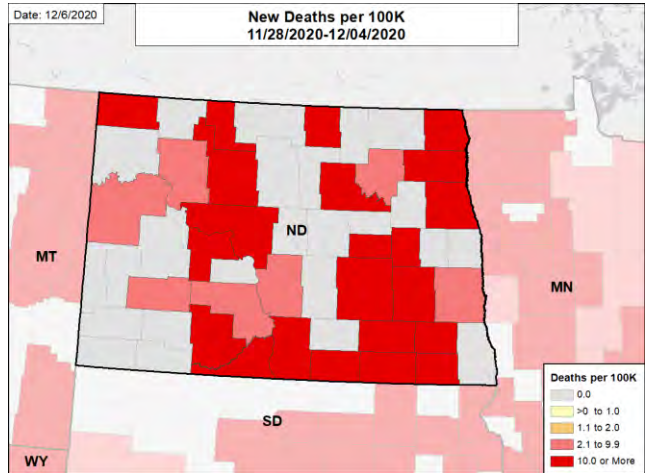 Date: 12/6/2020
New Deaths per 100K
11/28/2020-12/04/2020
ND
MT
MN
SD
WY
Deaths per 100K
0.0
>0 to 1.0
1.1 to 2.0
2.1 to 9.9
10.0 or More